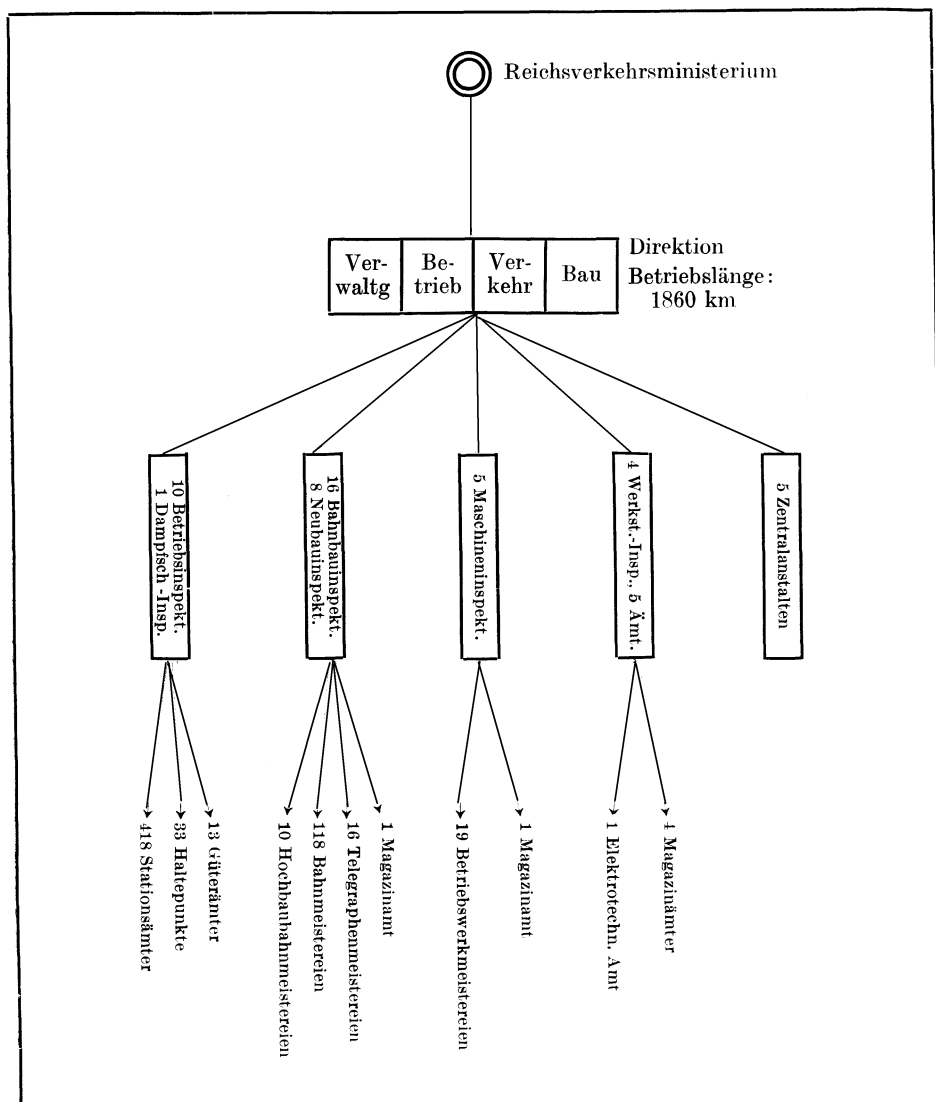 Reichsverkehrsministerium
Ver-
waltg
Be-
trieb
Ver-
kehr
Bau
Direktion
Betriebslänge:
1860 km
10 Betriebsinspekt.
1 Dampfsch.-Insp.
16 Bahnbauinspekt.
8 Neubauinspekt.
5 Maschineninspekt.
4 Werkst.-Insp., 5 Ämt.
5 Zentralanstalten
418 Stationsämter
33 Haltepunkte
13 Güterämter
10 Hochbaubahnmeistereien
118 Bahnmeistereien
16 Telegraphenmeistereien
1 Magazinamt
19 Betriebswerkmeistereien
1 Magazinamt
1 Elektrotechn. Amt
4 Magazinämter